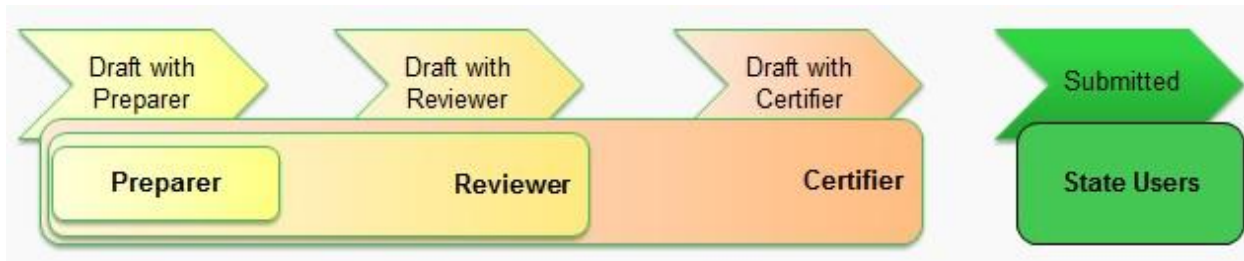 Draft with
Preparer
Draft with
Reviewer
Draft with
Certifier
Submitted
Preparer
Reviewer
Certifier
State Users